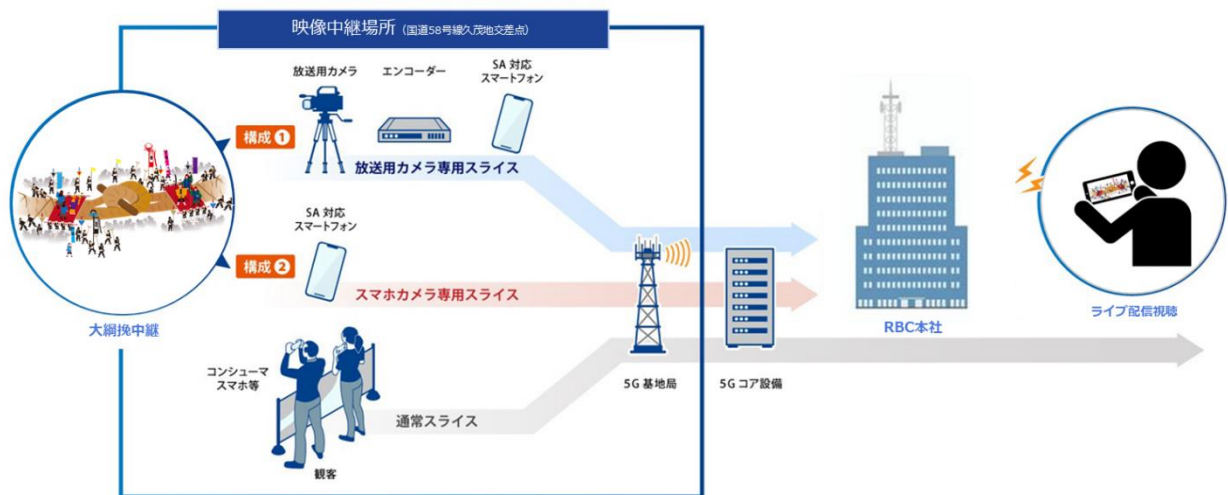 映像中継場所（国道58号線久茂地交差点）
放送用カメラ
エンコーダー
SA 対応
スマートフォン
構成❶
放送用カメラ専用スライス
SA 対応
スマートフォン
構成❷
スマホカメラ専用スライス
大綱挽中継
RBC本社
ライブ配信視聴
コンシューマ
スマホ等
5G 基地局
5G コア設備
通常スライス
観客